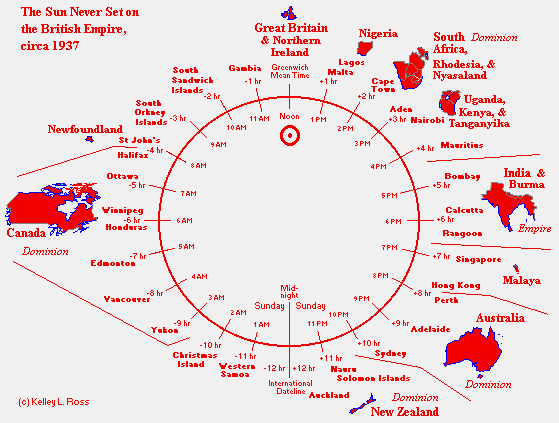 The Sun Never Set on
the British Empire,
circa 1937
Great Britain
& Northern
Ireland
Greenwich
Mean Time
Noon
Nigeria
Lagos
Malta
+1 hr
1 PM
South Dominion
Africa,
Rhodesia, &
Nyasaland
Cape
Town
+2 hr
2 PM
Uganda,
Kenya, &
Tanganyika
Aden
+3 hr Nairobi
3 PM
Mauritius
+4 hr
4 PM
India &
Burma
Empire
Bombay
+5 hr
5 PM
Calcutta
+6 hr
Rangoon
6 PM
Singapore
+7 hr
7 PM
Malaya
Hong Kong
+8 hr
Perth
8 PM
Australia
Dominion
Adelaide
+9 hr
9 PM
Sydney
+10 hr
10 PM
Nauru
Solomon Islands
+11 hr
11 PM
Auckland
Dominion
New Zealand
Mid-
night
Sunday Sunday
-12 hr +12 hr
International
Dateline
Western
Samoa
-11 hr
1 AM
Christmas
Island
-10 hr
2 AM
Yukon
-9 hr
3 AM
Vancouver
-8 hr
4 AM
Edmonton
-7 hr
5 AM
Canada
Dominion
Winnipeg
-6 hr
Honduras
6 AM
Ottawa
-5 hr
7 AM
Newfoundland
St John's
Halifax
-4 hr
8 AM
South
Orkney
Islands
-3 hr
9 AM
South
Sandwich
Islands
-2 hr
10 AM
Gambia
-1 hr
11 AM
(c) Kelley L. Ross